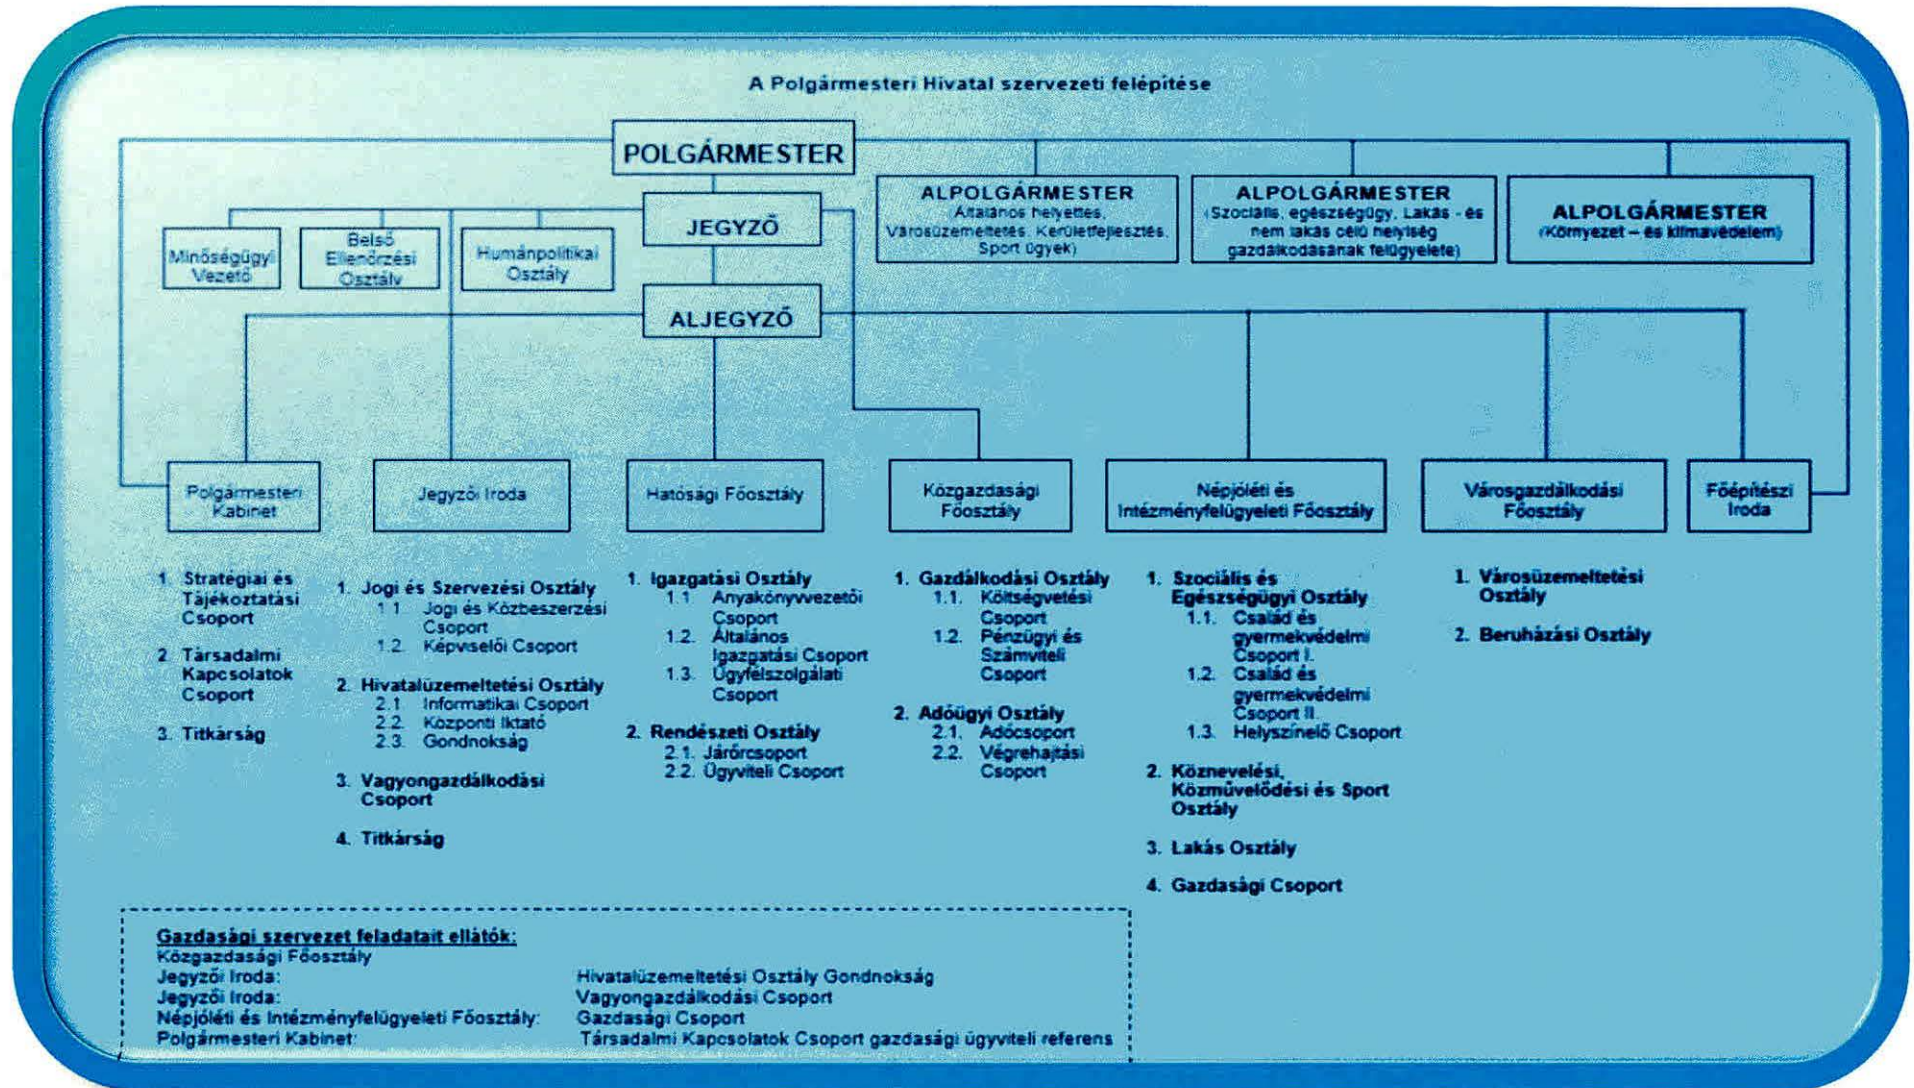 A Polgármesteri Hivatal szervezeti felépítése
POLGÁRMESTER
ALPOLGÁRMESTER
(Általános helyettes,
Városüzemeltetés, Kerületfejlesztés,
Sport ügyek)
ALPOLGÁRMESTER
(Szociális, egészségügy, Lakás - és
nem lakás célú helyiség
gazdálkodásának felügyelete)
ALPOLGÁRMESTER
(Környezet – és klímavédelem)
JEGYZŐ
Minőségügyi
Vezető
Belső
Ellenőrzési
Osztály
Humánpolitikai
Osztály
ALJEGYZŐ
Polgármesteri
Kabinet
Jegyzői Iroda
Hatósági Főosztály
Közgazdasági
Főosztály
Népjóléti és
Intézményfelügyeleti Főosztály
Városgazdálkodási
Főosztály
Főépítészi
Iroda
1. Stratégiai és
Tájékoztatási
Csoport
2. Társadalmi
Kapcsolatok
Csoport
3. Titkárság
1. Jogi és Szervezési Osztály
1.1. Jogi és Közbeszerzési
Csoport
1.2. Képviselői Csoport
2. Hivatalüzemeltetési Osztály
2.1. Informatikai Csoport
2.2. Központi Iktató
2.3. Gondnokság
3. Vagyongazdálkodási
Csoport
4. Titkárság
1. Igazgatási Osztály
1.1. Anyakönyvvezetői
Csoport
1.2. Általános
Igazgatási Csoport
1.3. Ügyfélszolgálati
Csoport
2. Rendészeti Osztály
2.1. Járőrcsoport
2.2. Ügyviteli Csoport
1. Gazdálkodási Osztály
1.1. Költségvetési
Csoport
1.2. Pénzügyi és
Számviteli
Csoport
2. Adóügyi Osztály
2.1. Adócsoport
2.2. Végrehajtási
Csoport
1. Szociális és
Egészségügyi Osztály
1.1. Család és
gyermekvédelmi
Csoport I.
1.2. Család és
gyermekvédelmi
Csoport II.
1.3. Helyszínelő Csoport
2. Köznevelési,
Közművelődési és Sport
Osztály
3. Lakás Osztály
4. Gazdasági Csoport
1. Városüzemeltetési
Osztály
2. Beruházási Osztály
Gazdasági szervezet feladatait ellátók:
Közgazdasági Főosztály
Jegyzői Iroda: Hivatalüzemeltetési Osztály Gondnokság
Jegyzői Iroda: Vagyongazdálkodási Csoport
Népjóléti és Intézményfelügyeleti Főosztály: Gazdasági Csoport
Polgármesteri Kabinet: Társadalmi Kapcsolatok Csoport gazdasági ügyviteli referens